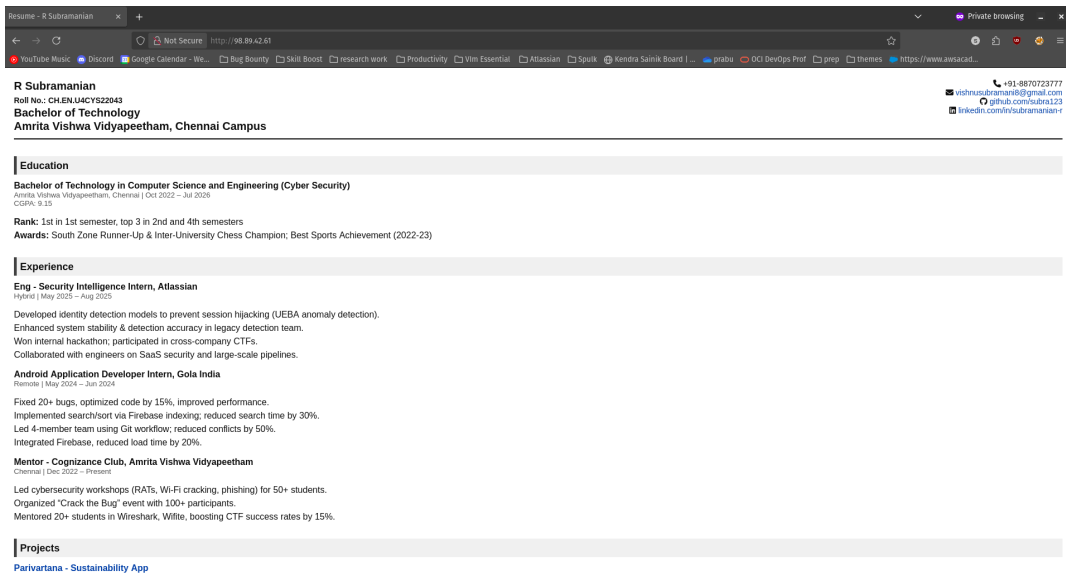 Resume - R Subramanian
Private browsing
Not Secure http://98.89.42.61
YouTube Music Discord Google Calendar - We... Bug Bounty Skill Boost research work Productivity VIm Essential Atlassian Spulk Kendra Sainik Board I ... prabu OCI DevOps Prof prep themes https://www.awsacad...
R Subramanian
Roll No.: CH.EN.U4CYS22043
Bachelor of Technology
Amrita Vishwa Vidyapeetham, Chennai Campus
+91-8870723777
vishnusubramani8@gmail.com
github.com/subra123
linkedin.com/in/subramanian-r
Education
Bachelor of Technology in Computer Science and Engineering (Cyber Security)
Amrita Vishwa Vidyapeetham, Chennai | Oct 2022 – Jul 2026
CGPA: 9.15
Rank: 1st in 1st semester, top 3 in 2nd and 4th semesters
Awards: South Zone Runner-Up & Inter-University Chess Champion; Best Sports Achievement (2022-23)
Experience
Eng - Security Intelligence Intern, Atlassian
Hybrid | May 2025 – Aug 2025
Developed identity detection models to prevent session hijacking (UEBA anomaly detection).
Enhanced system stability & detection accuracy in legacy detection team.
Won internal hackathon; participated in cross-company CTFs.
Collaborated with engineers on SaaS security and large-scale pipelines.
Android Application Developer Intern, Gola India
Remote | May 2024 – Jun 2024
Fixed 20+ bugs, optimized code by 15%, improved performance.
Implemented search/sort via Firebase indexing; reduced search time by 30%.
Led 4-member team using Git workflow; reduced conflicts by 50%.
Integrated Firebase, reduced load time by 20%.
Mentor - Cognizance Club, Amrita Vishwa Vidyapeetham
Chennai | Dec 2022 – Present
Led cybersecurity workshops (RATs, Wi-Fi cracking, phishing) for 50+ students.
Organized “Crack the Bug” event with 100+ participants.
Mentored 20+ students in Wireshark, Wifite, boosting CTF success rates by 15%.
Projects
Parivartana - Sustainability App